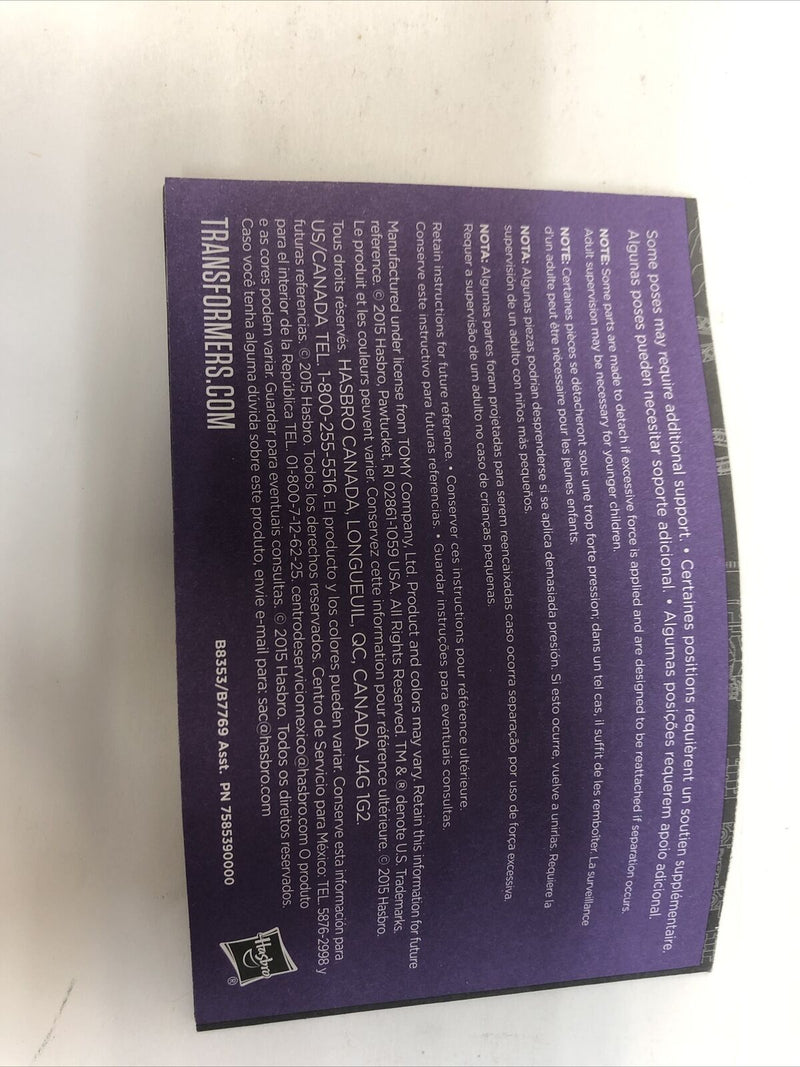 Some poses may require additional support. • Certaines positions requièrent un soutien supplémentaire.
Algunas poses pueden necesitar soporte adicional. • Algumas posições requerem apoio adicional.
NOTE: Some parts are made to detach if excessive force is applied and are designed to be reattached if separation occurs.
Adult supervision may be necessary for younger children.
NOTE: Certaines pièces se détacheront sous une trop forte pression; dans un tel cas, il suffit de les remboîter. La surveillance
d'un adulte peut être nécessaire pour les jeunes enfants.
NOTA: Algunas piezas podrían desprenderse si se aplica demasiada presión. Si esto ocurre, vuelve a unirlas. Requiere la
supervisión de un adulto con niños más pequeños.
NOTA: Algumas partes foram projetadas para serem reencaixadas caso ocorra separação por uso de força excessiva.
Requer a supervisão de um adulto no caso de crianças pequenas.
Retain instructions for future reference. • Conserver ces instructions pour référence ultérieure.
Conserve este instructivo para futuras referencias. • Guardar instruções para eventuais consultas.
Manufactured under license from TOMY Company, Ltd. Product and colors may vary. Retain this information for future
reference. © 2015 Hasbro, Pawtucket, RI 02861-1059 USA. All Rights Reserved. TM & ® denote U.S. Trademarks.
Le produit et les couleurs peuvent varier. Conservez cette information pour référence ultérieure. © 2015 Hasbro.
Tous droits réservés. HASBRO CANADA, LONGUEUIL, QC, CANADA J4G 1G2.
US/CANADA TEL. 1-800-255-5516. El producto y los colores pueden variar. Conserve esta información para
futuras referencias. © 2015 Hasbro. Todos los derechos reservados. Centro de Servicio para México: TEL. 5876-2998 y
para el interior de la República TEL. 01-800-7-12-62-25, centrodeserviciomexico@hasbro.com O produto
e as cores podem variar. Guardar para eventuais consultas. © 2015 Hasbro. Todos os direitos reservados.
Caso você tenha alguma dúvida sobre este produto, envie e-mail para: sac@hasbro.com
TRANSFORMERS.COM
B8353/B7769 Asst. PN 7585390000
Hasbro ®